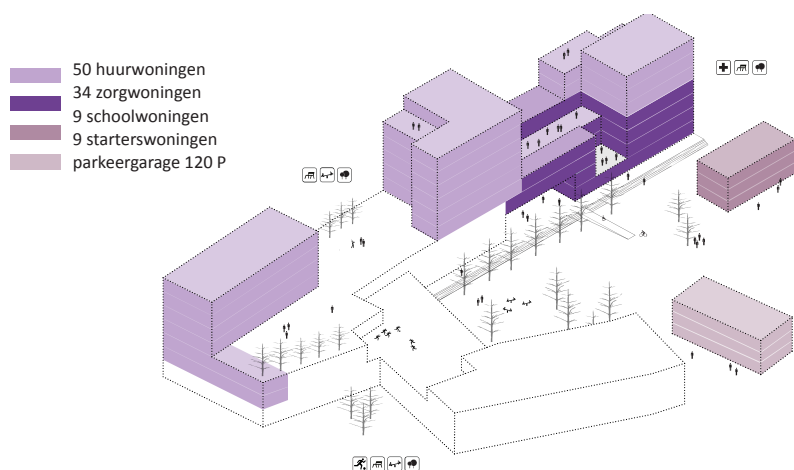 50 huurwoningen
34 zorgwoningen
9 schoolwoningen
9 starterswoningen
parkeergarage 120 P